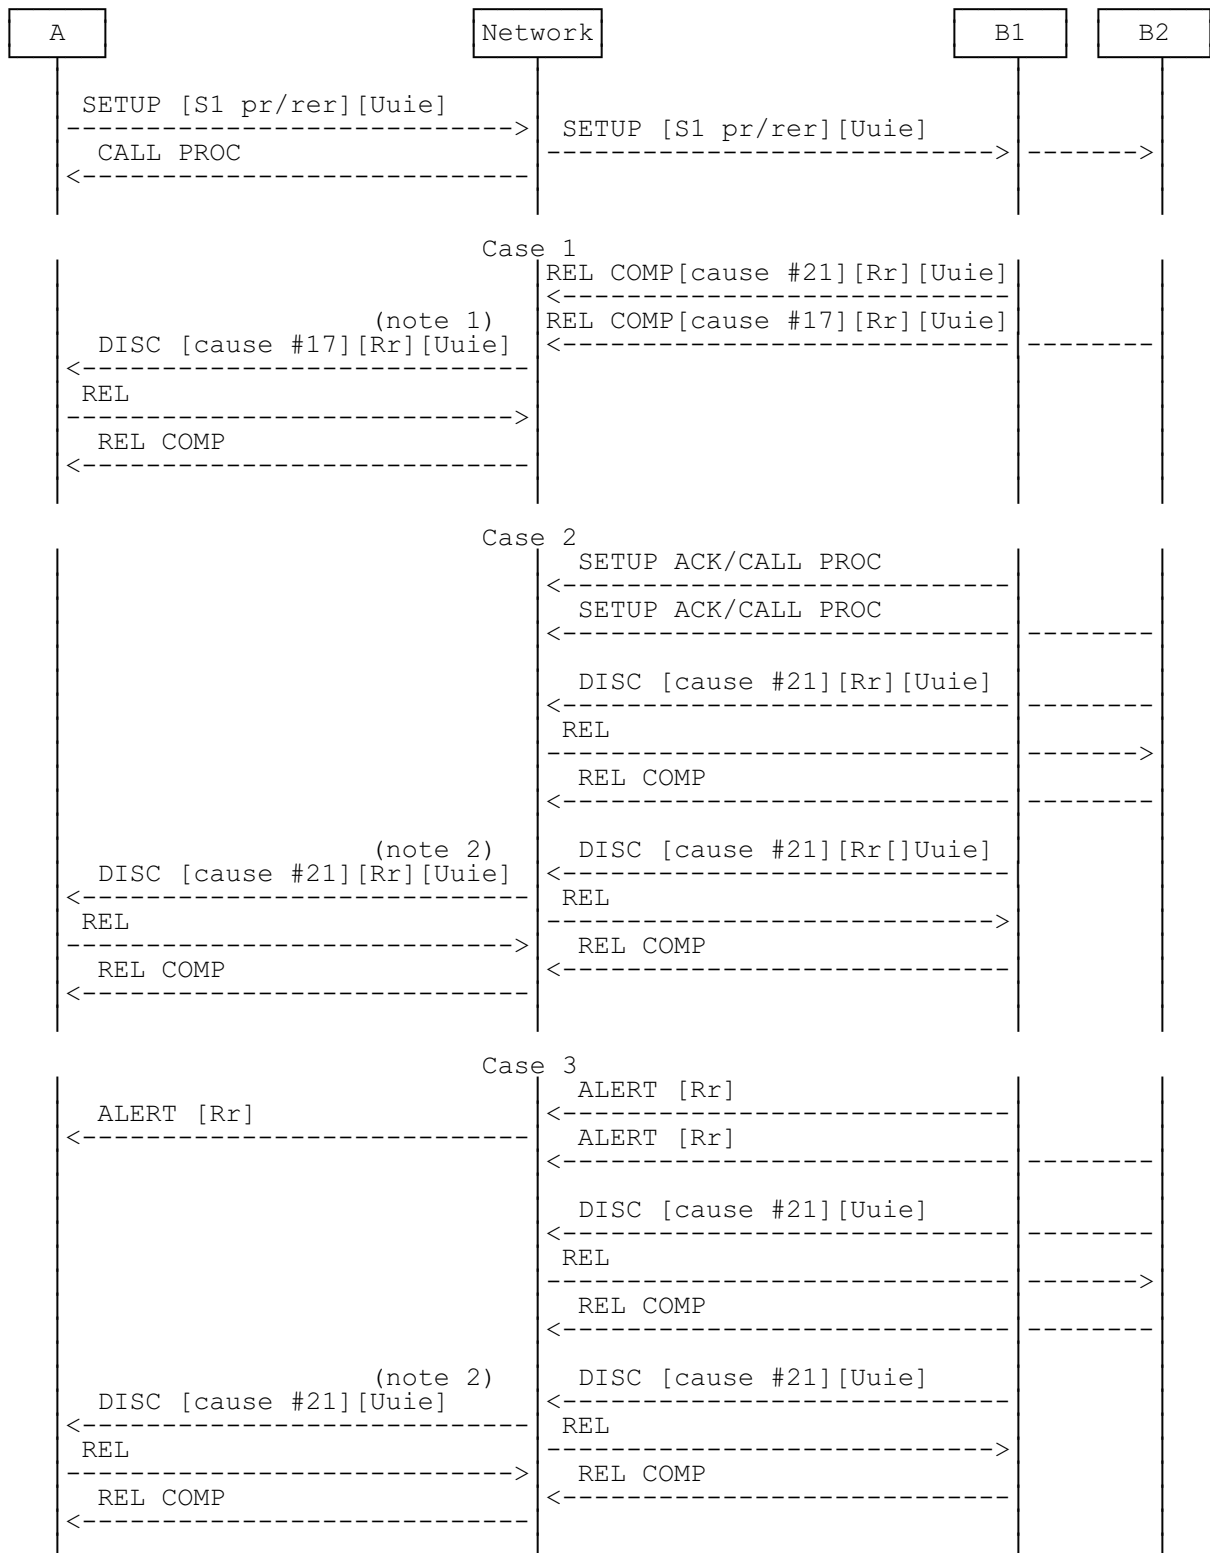 A Network B1 B2
SETUP [S1 pr/rer][Uuie]
SETUP [S1 pr/rer][Uuie]
CALL PROC
Case 1
REL COMP[cause #21][Rr][Uuie]
(note 1) REL COMP[cause #17][Rr][Uuie]
DISC [cause #17][Rr][Uuie]
REL
REL COMP
Case 2
SETUP ACK/CALL PROC
SETUP ACK/CALL PROC
DISC [cause #21][Rr][Uuie]
REL
REL COMP
(note 2) DISC [cause #21][Rr[]Uuie]
DISC [cause #21][Rr][Uuie]
REL
REL
REL COMP
REL COMP
Case 3
ALERT [Rr]
ALERT [Rr]
ALERT [Rr]
DISC [cause #21][Uuie]
REL
REL COMP
(note 2) DISC [cause #21][Uuie]
DISC [cause #21][Uuie]
REL
REL
REL COMP
REL COMP